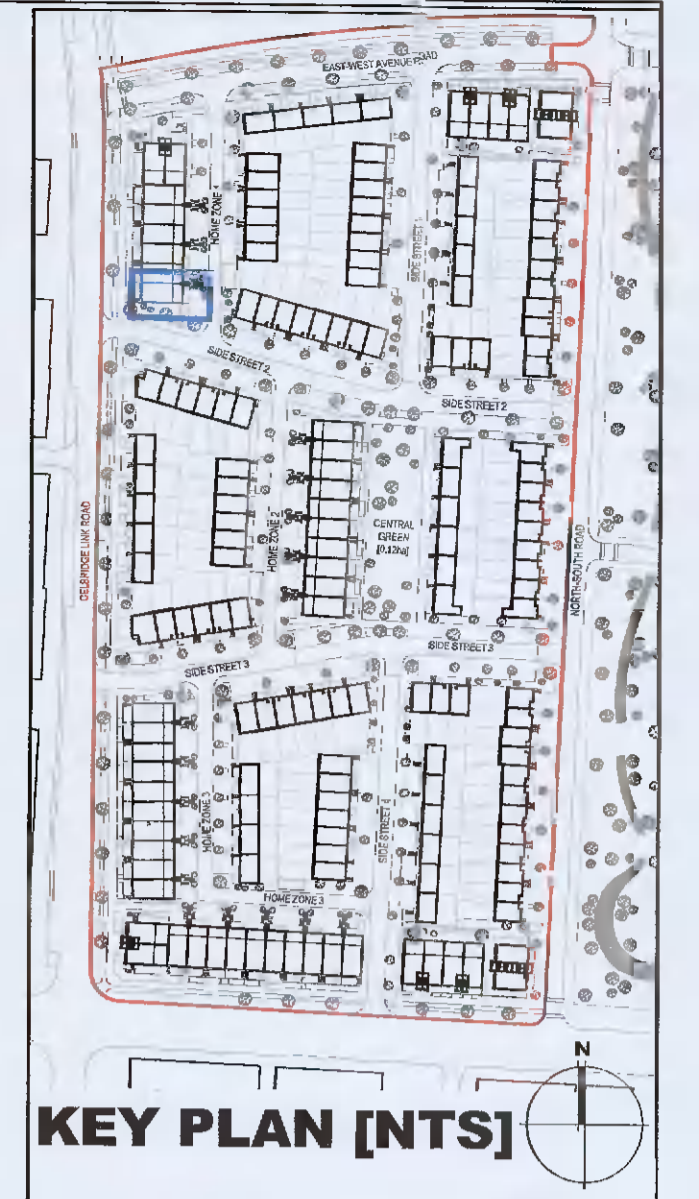 EAST-WEST AVENUE ROAD
HOME ZONE 1
SIDE STREET 1
SIDE STREET 2
SIDE STREET 2
DELBRIDGE LINK ROAD
HOME ZONE 2
CENTRAL
GREEN
[0.12ha]
NORTH-SOUTH ROAD
SIDE STREET 3
SIDE STREET 3
HOME ZONE 3
SIDE STREET 4
HOME ZONE 3
N
KEY PLAN [NTS]